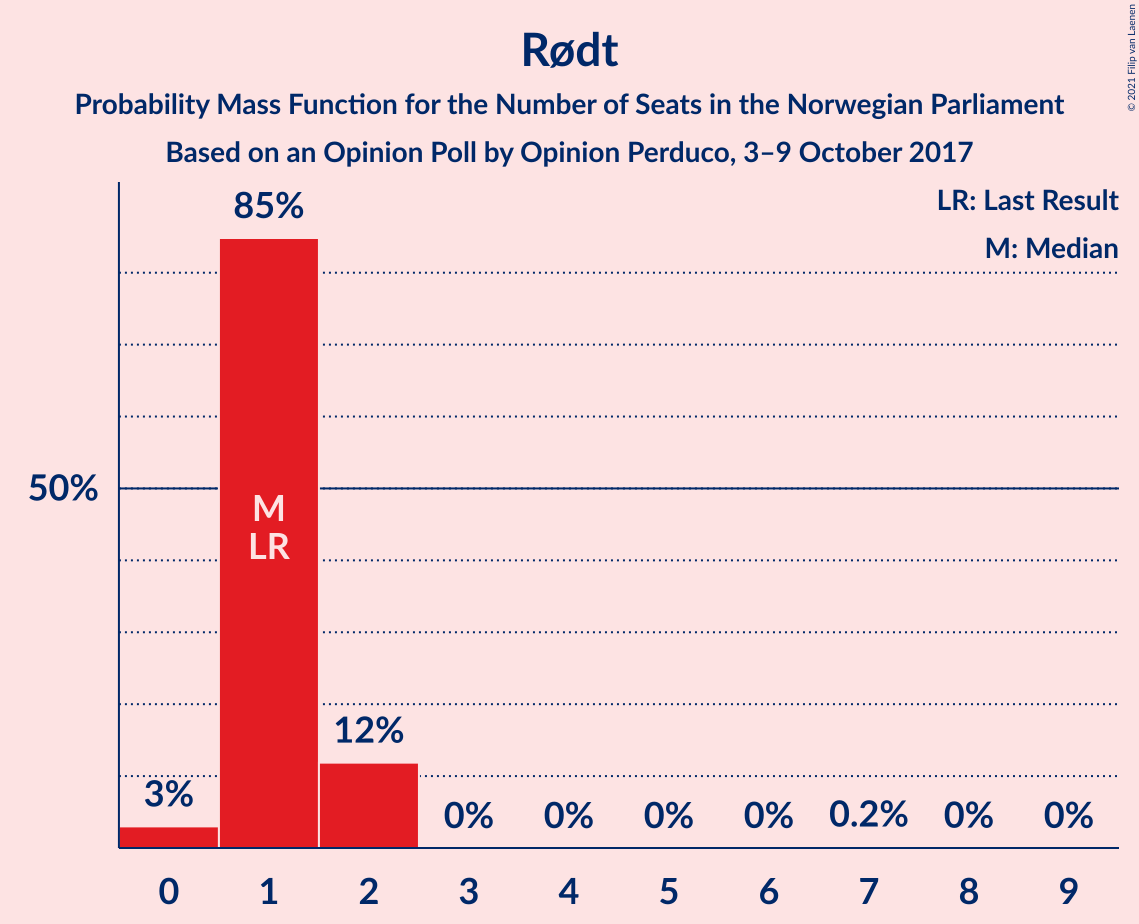 Rødt
Probability Mass Function for the Number of Seats in the Norwegian Parliament
Based on an Opinion Poll by Opinion Perduco, 3–9 October 2017
© 2021 Filip van Laenen
LR: Last Result
M: Median
85%
50%
M
LR
12%
3%
0%
0%
0%
0%
0.2%
0%
0%
0
1
2
3
4
5
6
7
8
9